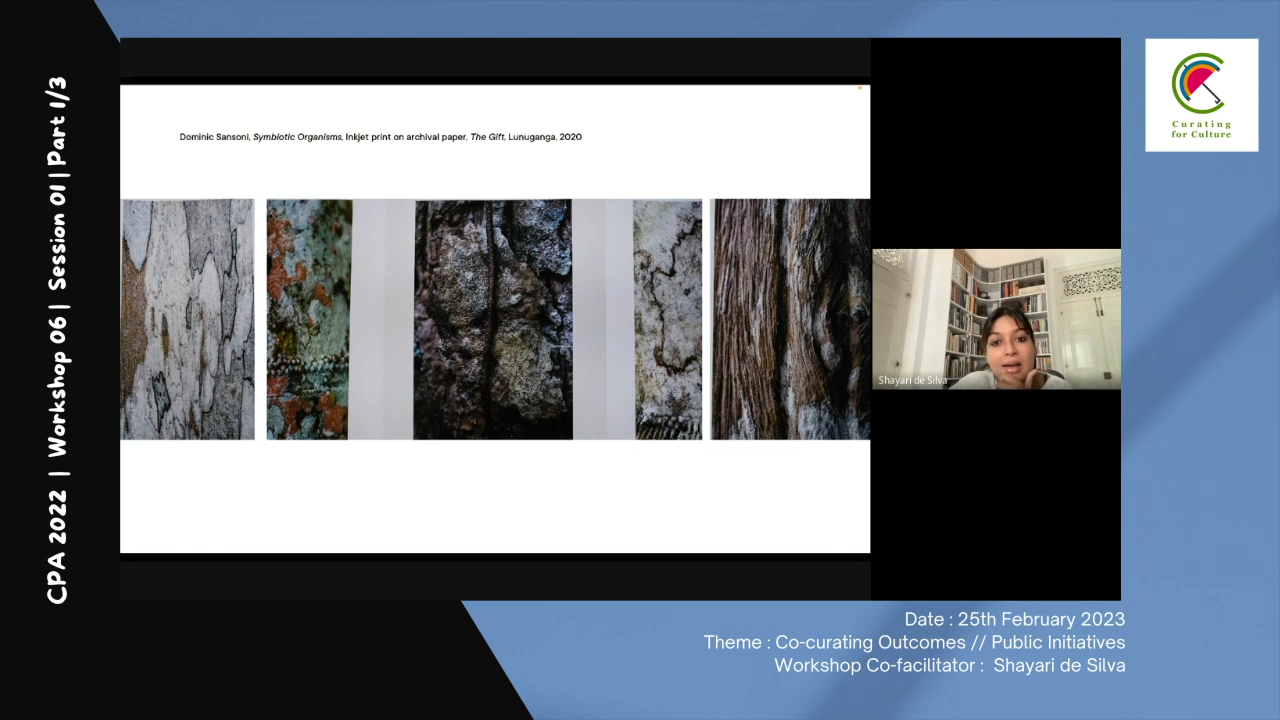 CPA 2022 | Workshop 06 | Session 01 | Part 1/3
Dominic Sansoni, Symbiotic Organisms, Inkjet print on archival paper, The Gift, Lunuganga, 2020
Curating
for Culture
Shayari de Silva
Date : 25th February 2023
Theme : Co-curating Outcomes // Public Initiatives
Workshop Co-facilitator : Shayari de Silva